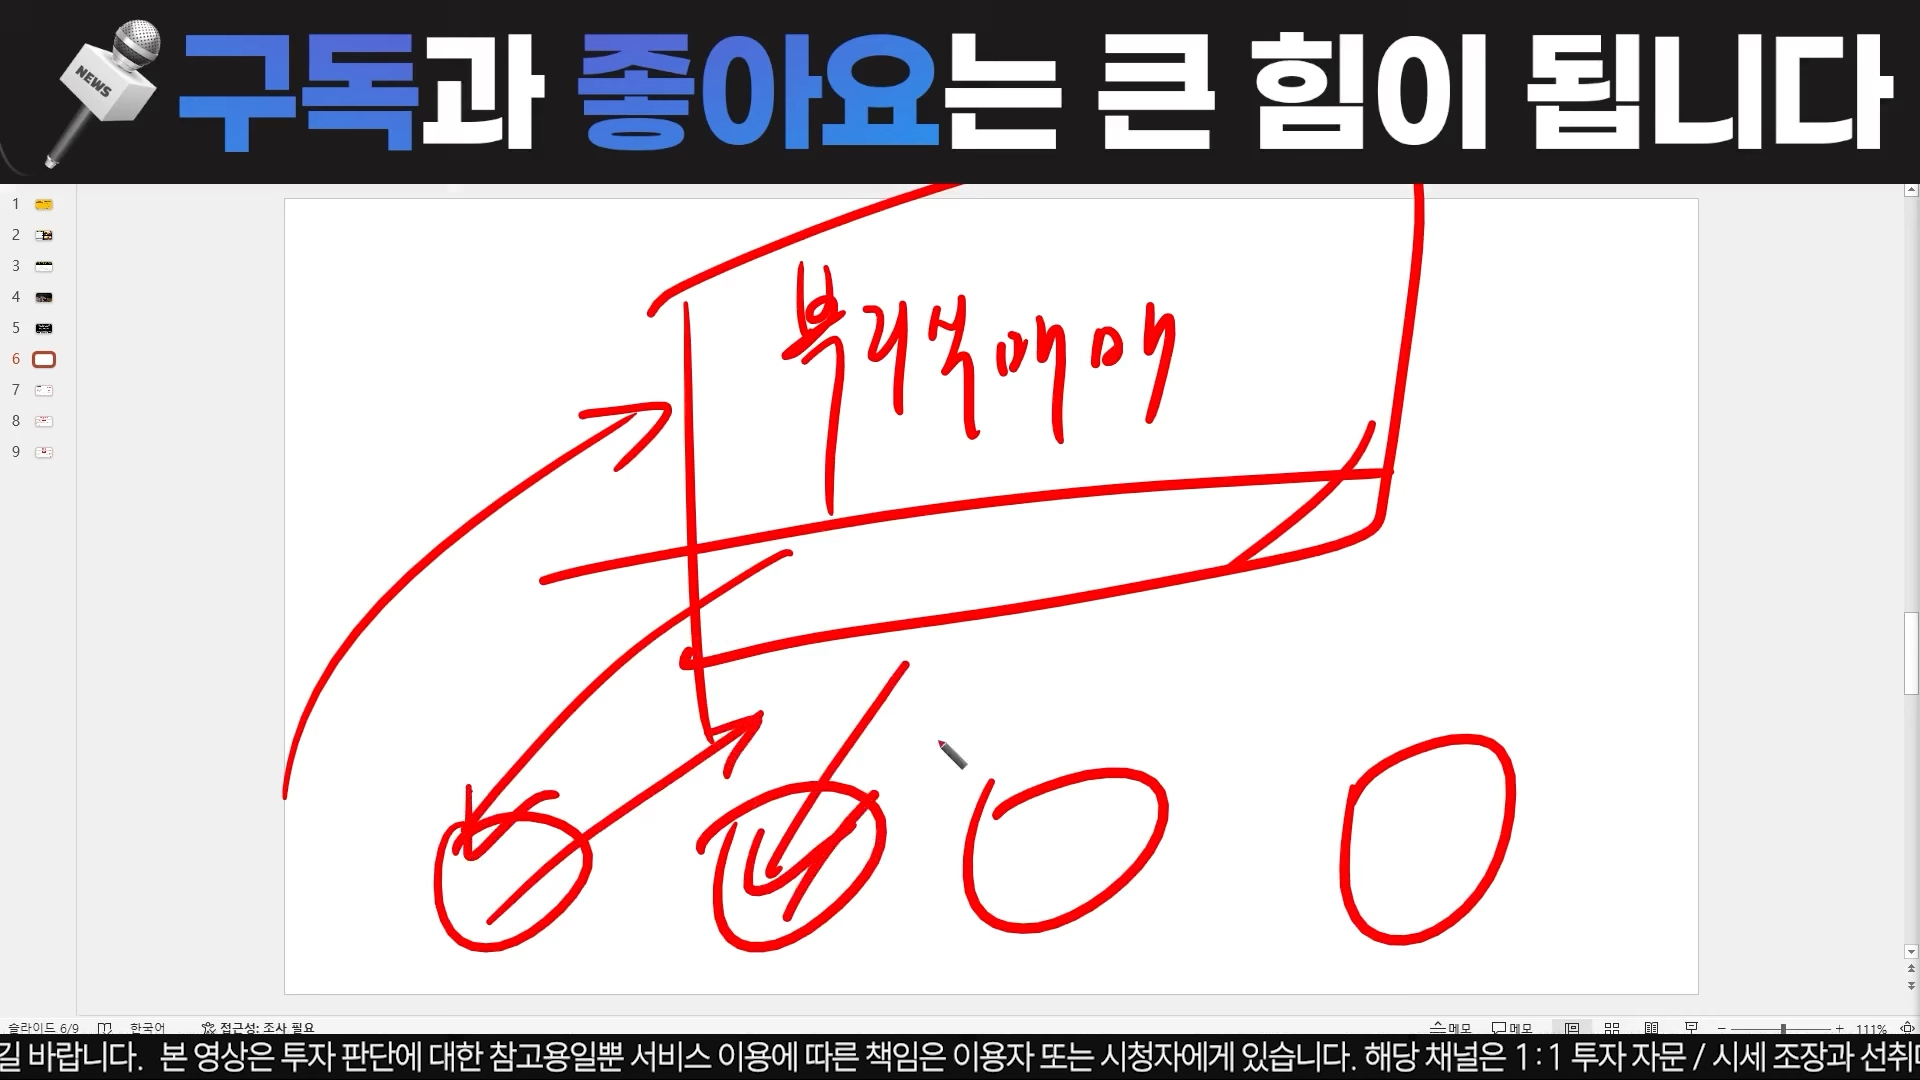 NEWS
구독과 좋아요는 큰 힘이 됩니다
1
2
3
4
5
6
7
8
9
북리북매매
슬라이드 6/9 한국어 접근성: 조사 필요
메모 메모 111%
길 바랍니다. 본 영상은 투자 판단에 대한 참고용일뿐 서비스 이용에 따른 책임은 이용자 또는 시청자에게 있습니다. 해당 채널은 1:1 투자 자문 / 시세 조장과 선취